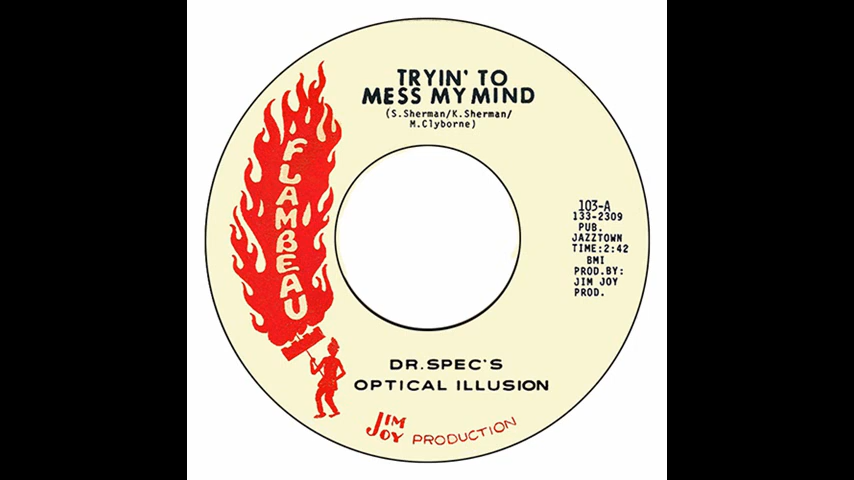 TRYIN' TO
MESS MY MIND
(S.Sherman/K.Sherman/
M.Clyborne)
FLAMBEAU
103-A
133-2309
PUB.
JAZZTOWN
TIME:2:42
BMI
PROD.BY:
JIM JOY
PROD.
DR.SPEC'S
OPTICAL ILLUSION
JIM JOY PRODUCTION